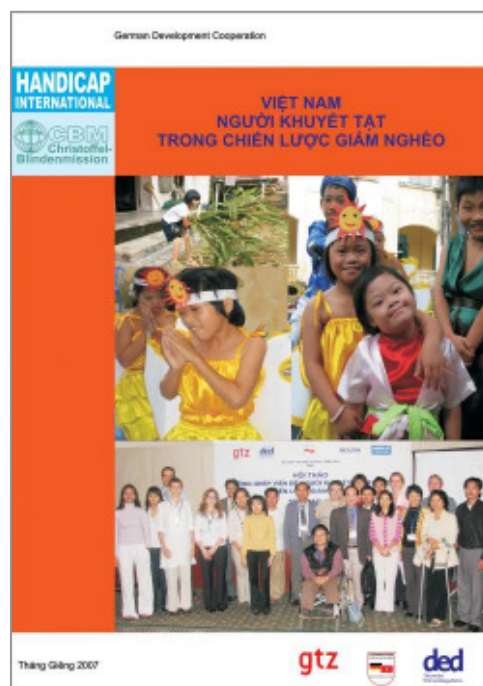 German Development Cooperation
HANDICAP
INTERNATIONAL
CBM
Christoffel-
Blindenmission
VIỆT NAM
NGƯỜI KHUYẾT TẬT
TRONG CHIẾN LƯỢC GIẢM NGHÈO
gtz ded
HỘI THẢO
Tháng Giêng 2007
gtz
ded